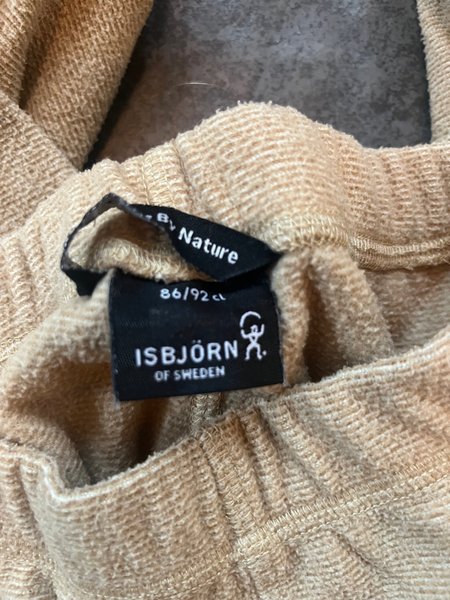 By
Nature
86/92 cl
ISBJÖRN
OF SWEDEN